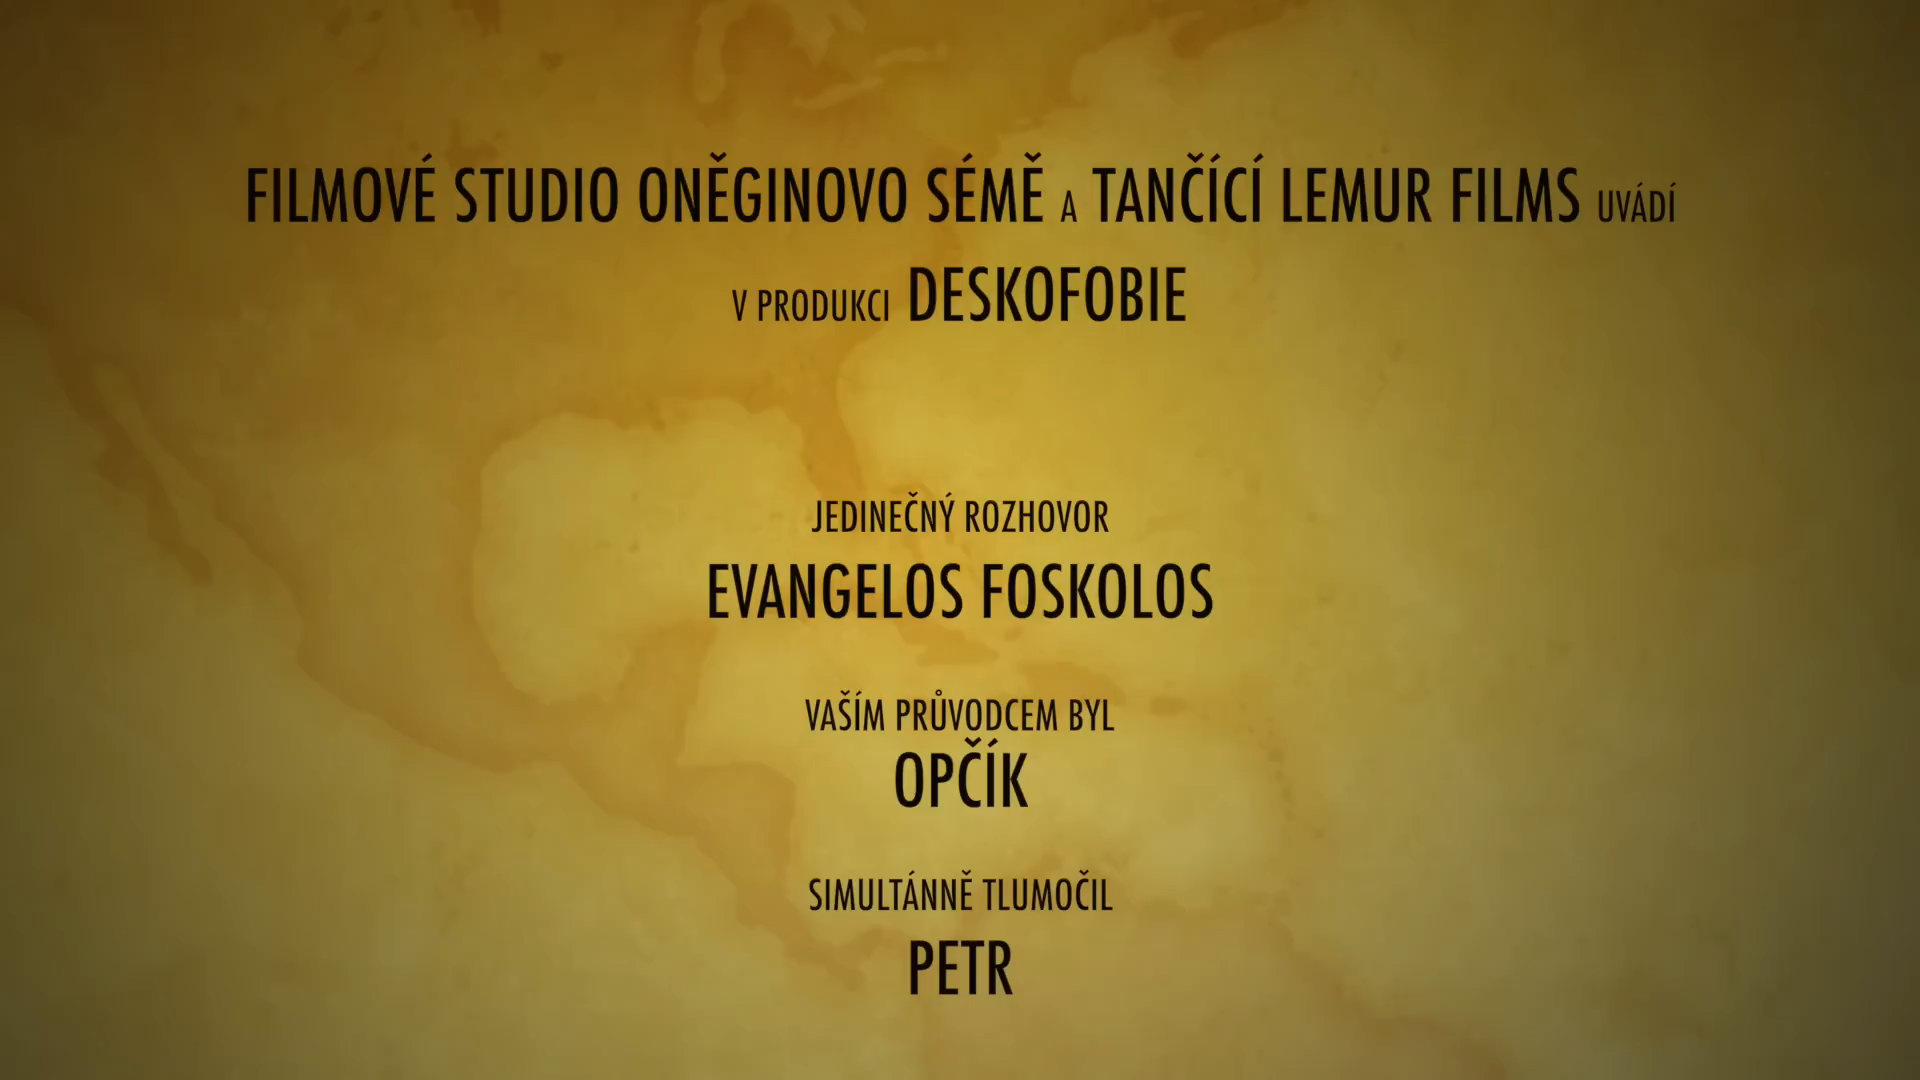 FILMOVÉ STUDIO ONĚGINOVO SÉMĚ A TANČÍCÍ LEMUR FILMS UVÁDÍ
V PRODUKCI DESKOFOBIE
JEDINEČNÝ ROZHOVOR
EVANGELOS FOSKOLOS
VAŠÍM PRŮVODCEM BYL
OPČÍK
SIMULTÁNNĚ TLUMOČIL
PETR